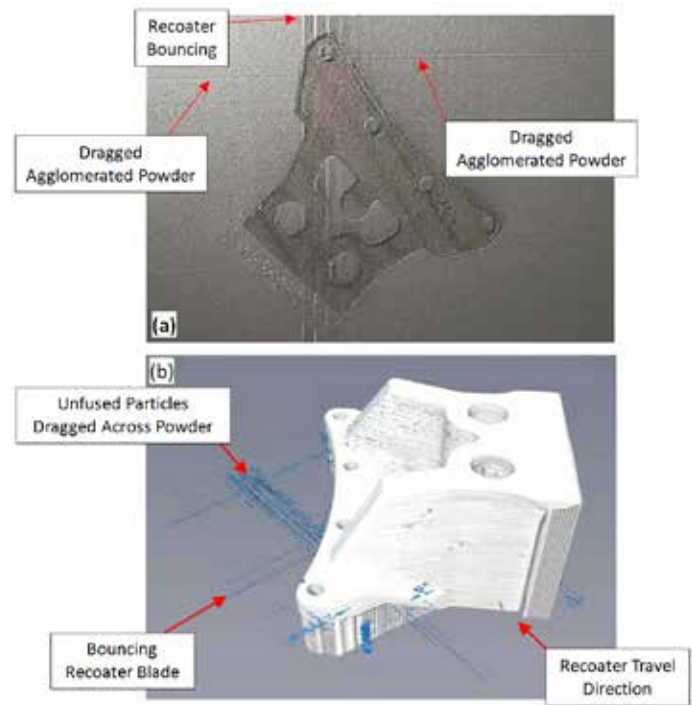 Recoater
Bouncing
Dragged
Agglomerated Powder
Dragged
Agglomerated Powder
(a)
(b)
Unfused Particles
Dragged Across Powder
Bouncing
Recoater Blade
Recoater Travel
Direction